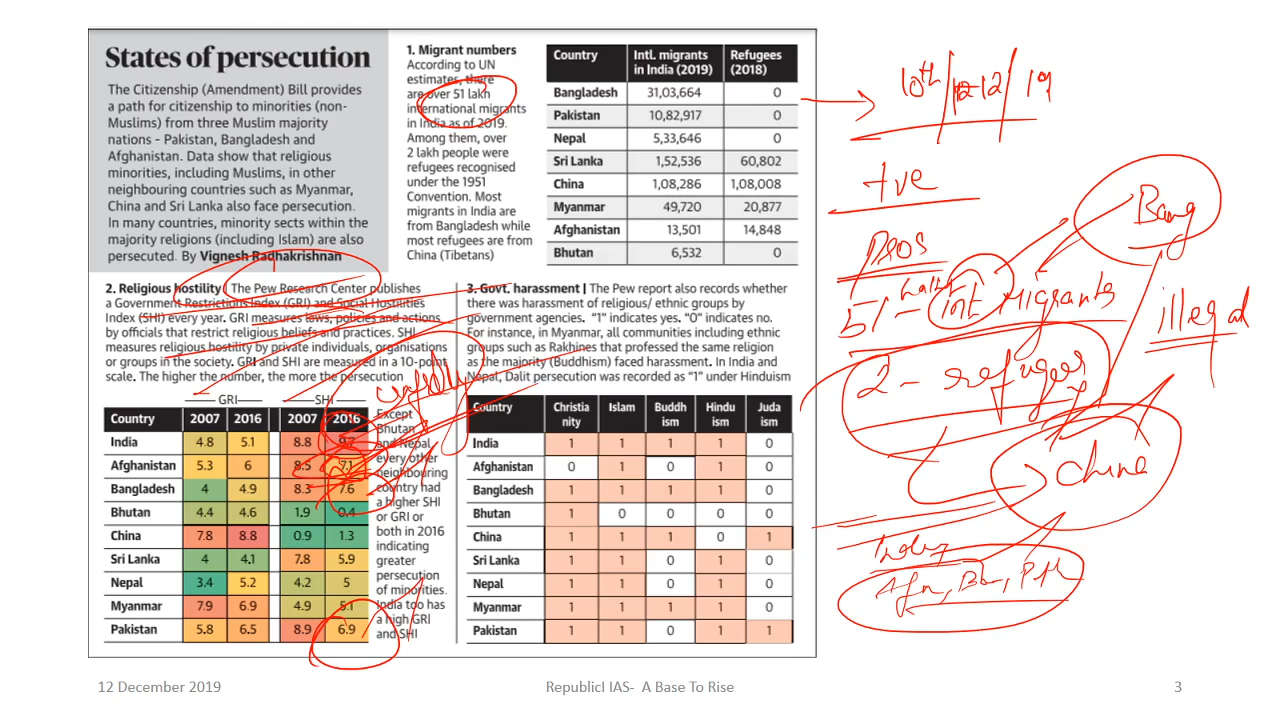 States of persecution
The Citizenship (Amendment) Bill provides
a path for citizenship to minorities (non-
Muslims) from three Muslim majority
nations - Pakistan, Bangladesh and
Afghanistan. Data show that religious
minorities, including Muslims, in other
neighbouring countries such as Myanmar,
China and Sri Lanka also face persecution.
In many countries, minority sects within the
majority religions (including Islam) are also
persecuted. By Vignesh Radhakrishnan
1. Migrant numbers
According to UN
estimates, there
are over 51 lakh
international migrants
in India as of 2019.
Among them, over
2 lakh people were
refugees recognised
under the 1951
Convention. Most
migrants in India are
from Bangladesh while
most refugees are from
China (Tibetans)
Country Intl. migrants in India (2019) Refugees (2018)
Bangladesh 31,03,664 0
Pakistan 10,82,917 0
Nepal 5,33,646 0
Sri Lanka 1,52,536 60,802
China 1,08,286 1,08,008
Myanmar 49,720 20,877
Afghanistan 13,501 14,848
Bhutan 6,532 0
2. Religious hostility | The Pew Research Center publishes
a Government Restrictions Index (GRI) and Social Hostilities
Index (SHI) every year. GRI measures laws, policies and actions
by officials that restrict religious beliefs and practices. SHI
measures religious hostility by private individuals, organisations
or groups in the society. GRI and SHI are measured in a 10-point
scale. The higher the number, the more the persecution
GRI SHI
Country 2007 2016 2007 2016
India 4.8 5.1 8.8
Afghanistan 5.3 6 8.5 7.1
Bangladesh 4 4.9 8.3 7.6
Bhutan 4.4 4.6 1.9 0.4
China 7.8 8.8 0.9 1.3
Sri Lanka 4 4.1 7.8 5.9
Nepal 3.4 5.2 4.2 5
Myanmar 7.9 6.9 4.9 5.1
Pakistan 5.8 6.5 8.9 6.9
Except
Bhutan
and Nepal
every other
neighbouring
country had
a higher SHI
or GRI or
both in 2016
indicating
greater
persecution
of minorities.
India too has
a high GRI
and SHI
3. Govt. harassment | The Pew report also records whether
there was harassment of religious/ ethnic groups by
government agencies. "1" indicates yes. "0" indicates no.
For instance, in Myanmar, all communities including ethnic
groups such as Rakhines that professed the same religion
as the majority (Buddhism) faced harassment. In India and
Nepal, Dalit persecution was recorded as "1" under Hinduism
Country Christia nity Islam Buddh ism Hindu ism Juda ism
India 1 1 1 1 0
Afghanistan 0 1 0 1 0
Bangladesh 1 1 1 1 0
Bhutan 1 0 0 0 0
China 1 1 1 0 1
Sri Lanka 1 1 0 1 0
Nepal 1 1 0 1 0
Myanmar 1 1 1 1 0
Pakistan 1 1 0 1 1
10th/12/19
+ve
Bang
51 lakh - Int Migrants
illegal
2 - refugees
China
12 December 2019
RepublicI IAS- A Base To Rise
3